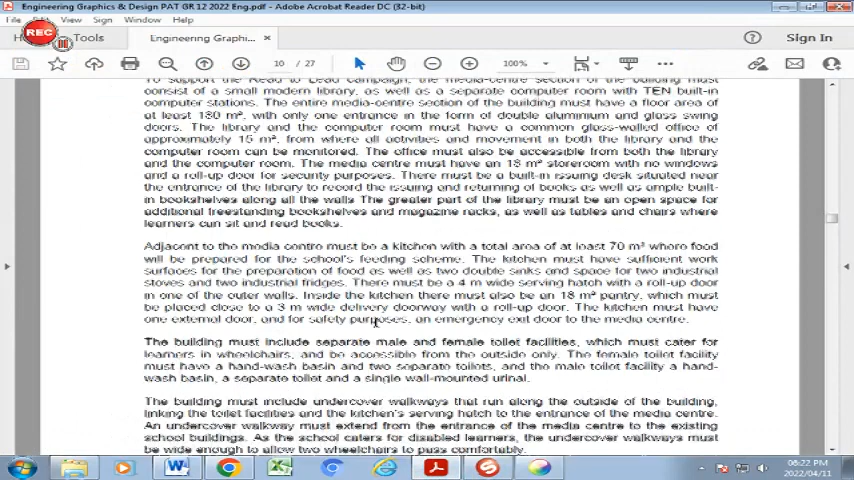 Engineering Graphics & Design PAT GR 12 2022 Eng.pdf - Adobe Acrobat Reader DC (32-bit)
File Edit View Sign Window Help
REC
Tools Engineering Graphi... × Sign In
10 / 27 100%
To support the Read to Lead campaign, the media-centre section of the building must
consist of a small modern library, as well as a separate computer room with TEN built-in
computer stations. The entire media-centre section of the building must have a floor area of
at least 180 m², with only one entrance in the form of double aluminium and glass swing
doors. The library and the computer room must have a common glass-walled office of
approximately 15 m², from where all activities and movement in both the library and the
computer room can be monitored. The office must also be accessible from both the library
and the computer room. The media centre must have an 18 m² storeroom with no windows
and a roll-up door for security purposes. There must be a built-in issuing desk situated near
the entrance of the library to record the issuing and returning of books as well as ample built-
in bookshelves along all the walls The greater part of the library must be an open space for
additional freestanding bookshelves and magazine racks, as well as tables and chairs where
learners can sit and read books.
Adjacent to the media centre must be a kitchen with a total area of at least 70 m² where food
will be prepared for the school's feeding scheme. The kitchen must have sufficient work
surfaces for the preparation of food as well as two double sinks and space for two industrial
stoves and two industrial fridges. There must be a 4 m wide serving hatch with a roll-up door
in one of the outer walls. Inside the kitchen there must also be an 18 m² pantry, which must
be placed close to a 3 m wide delivery doorway with a roll-up door. The kitchen must have
one external door, and for safety purposes, an emergency exit door to the media centre.
The building must include separate male and female toilet facilities, which must cater for
learners in wheelchairs, and be accessible from the outside only. The female toilet facility
must have a hand-wash basin and two separate toilets, and the male toilet facility a hand-
wash basin, a separate toilet and a single wall-mounted urinal.
The building must include undercover walkways that run along the outside of the building,
linking the toilet facilities and the kitchen's serving hatch to the entrance of the media centre.
An undercover walkway must extend from the entrance of the media centre to the existing
school buildings. As the school caters for disabled learners, the undercover walkways must
be wide enough to allow two wheelchairs to pass comfortably.
06:22 PM
2022/04/11